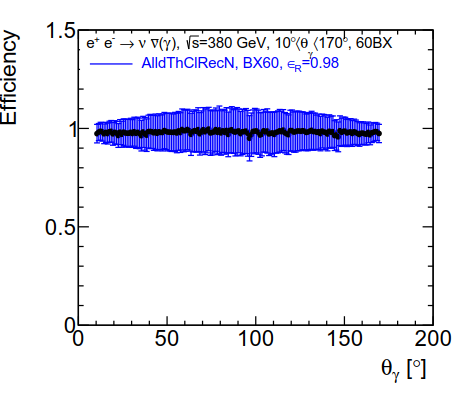 Efficiency
1.5
1
0.5
0
e⁺ e⁻ → ν ν̄(γ), √s=380 GeV, 10°⟨θγ⟨170°, 60BX
AlldThClRecN, BX60, ϵR=0.98
0 50 100 150 200
θγ [°]